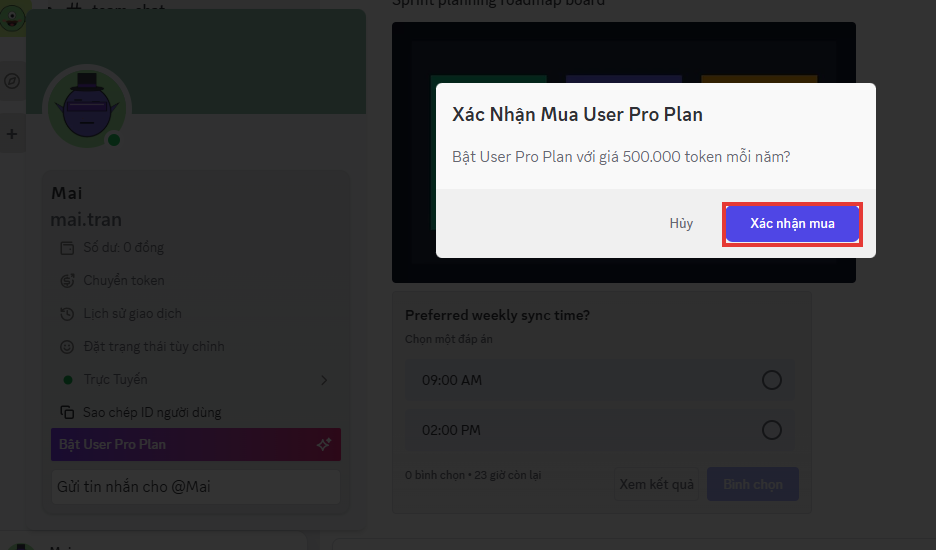 # team-chat
Sprint planning roadmap board
Xác Nhận Mua User Pro Plan
Bật User Pro Plan với giá 500.000 token mỗi năm?
Hủy
Xác nhận mua
Mai
mai.tran
Số dư: 0 đồng
Chuyển token
Lịch sử giao dịch
Đặt trạng thái tùy chỉnh
Trực Tuyến
Sao chép ID người dùng
Bật User Pro Plan
Gửi tin nhắn cho @Mai
Preferred weekly sync time?
Chọn một đáp án
09:00 AM
02:00 PM
0 bình chọn • 23 giờ còn lại
Xem kết quả
Bình chọn